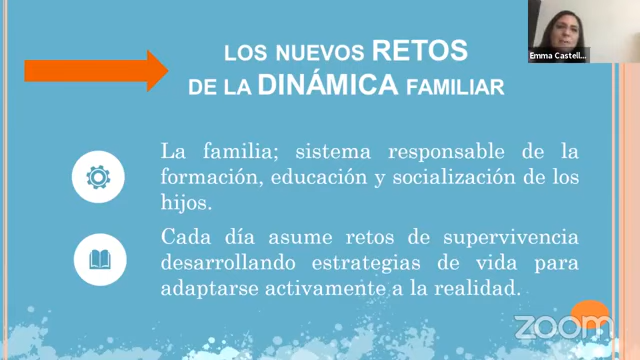 LOS NUEVOS RETOS
DE LA DINÁMICA FAMILIAR
Emma Castell...
La familia; sistema responsable de la
formación, educación y socialización de los
hijos.
Cada día asume retos de supervivencia
desarrollando estrategias de vida para
adaptarse activamente a la realidad.
zoom